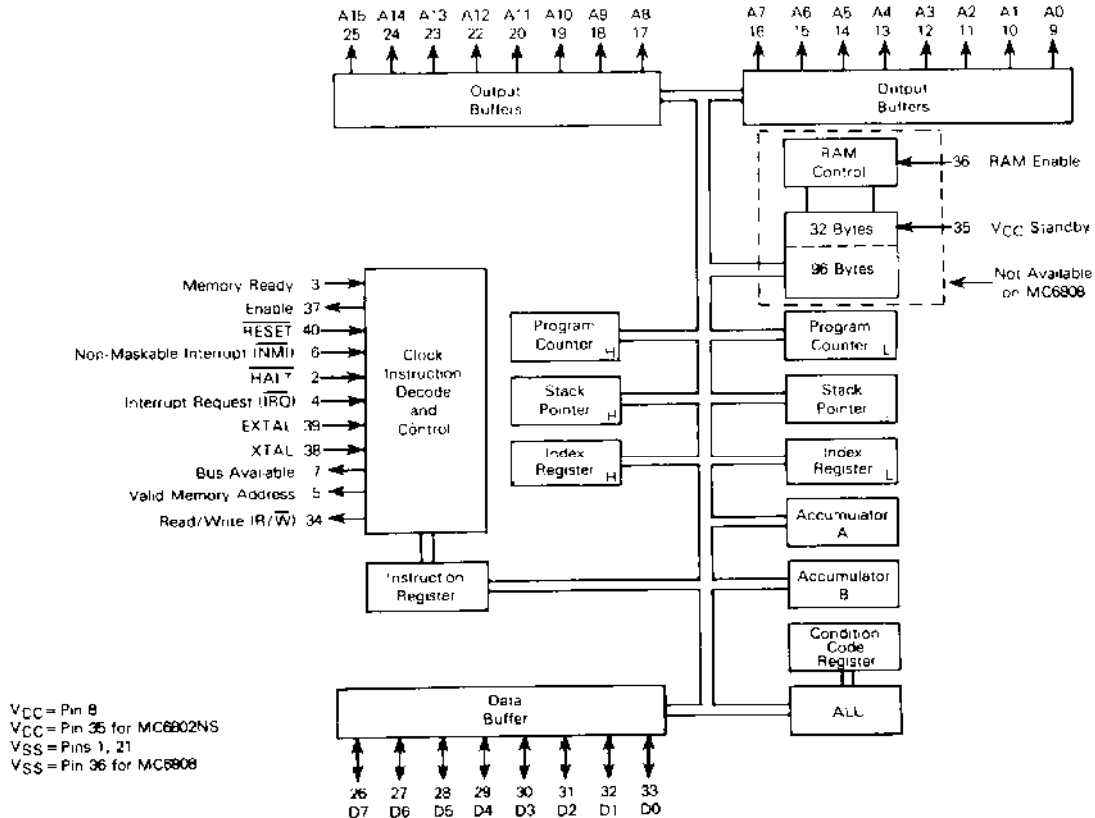 A15 A14 A13 A12 A11 A10 A9 A8
25 24 23 22 20 19 18 17
A7 A6 A5 A4 A3 A2 A1 A0
16 15 14 13 12 11 10 9
Output
Buffers
Output
Buffers
RAM
Control
36 RAM Enable
32 Bytes
35 VCC Standby
96 Bytes
Not Available
on MC6808
Memory Ready 3
Enable 37
RESET 40
Non-Maskable Interrupt (NMI) 6
HALT 2
Interrupt Request (IRQ) 4
EXTAL 39
XTAL 38
Bus Available 7
Valid Memory Address 5
Read/Write (R/W) 34
Clock
Instruction
Decode
and
Control
Program
Counter H
Program
Counter L
Stack
Pointer H
Stack
Pointer
Index
Register H
Index
Register L
Accumulator
A
Instruction
Register
Accumulator
B
Condition
Code
Register
ALU
Data
Buffer
VCC = Pin 8
VCC = Pin 35 for MC6802NS
VSS = Pins 1, 21
VSS = Pin 36 for MC6808
26 27 28 29 30 31 32 33
D7 D6 D5 D4 D3 D2 D1 D0